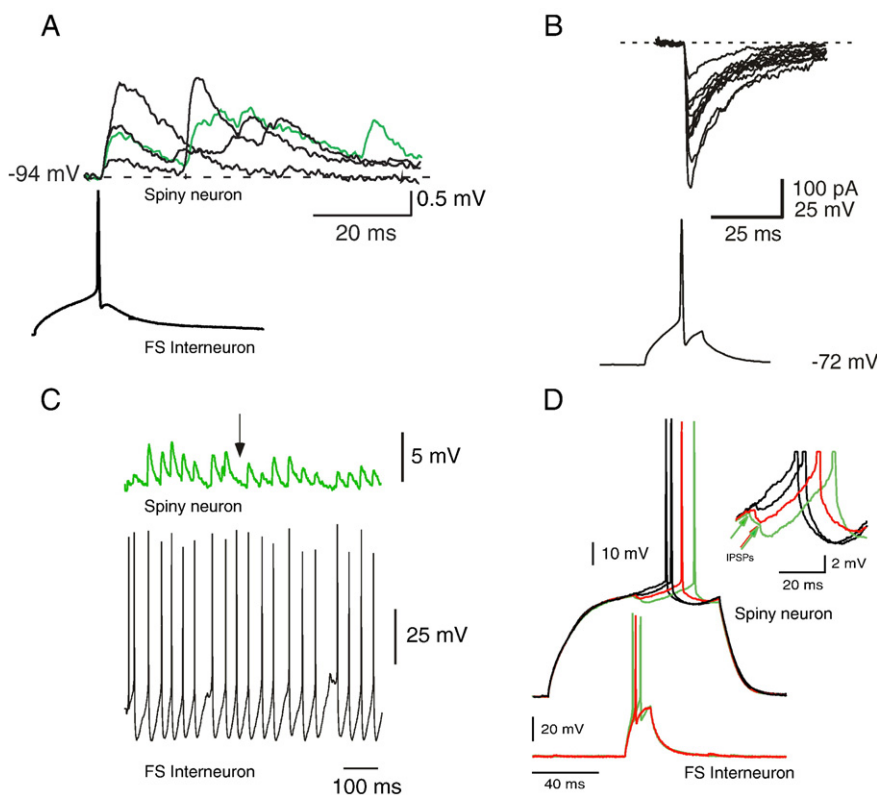 A
-94 mV
Spiny neuron
0.5 mV
20 ms
FS Interneuron
B
100 pA
25 mV
25 ms
-72 mV
C
5 mV
Spiny neuron
25 mV
FS Interneuron
100 ms
D
10 mV
IPSPs
2 mV
20 ms
Spiny neuron
20 mV
40 ms
FS Interneuron